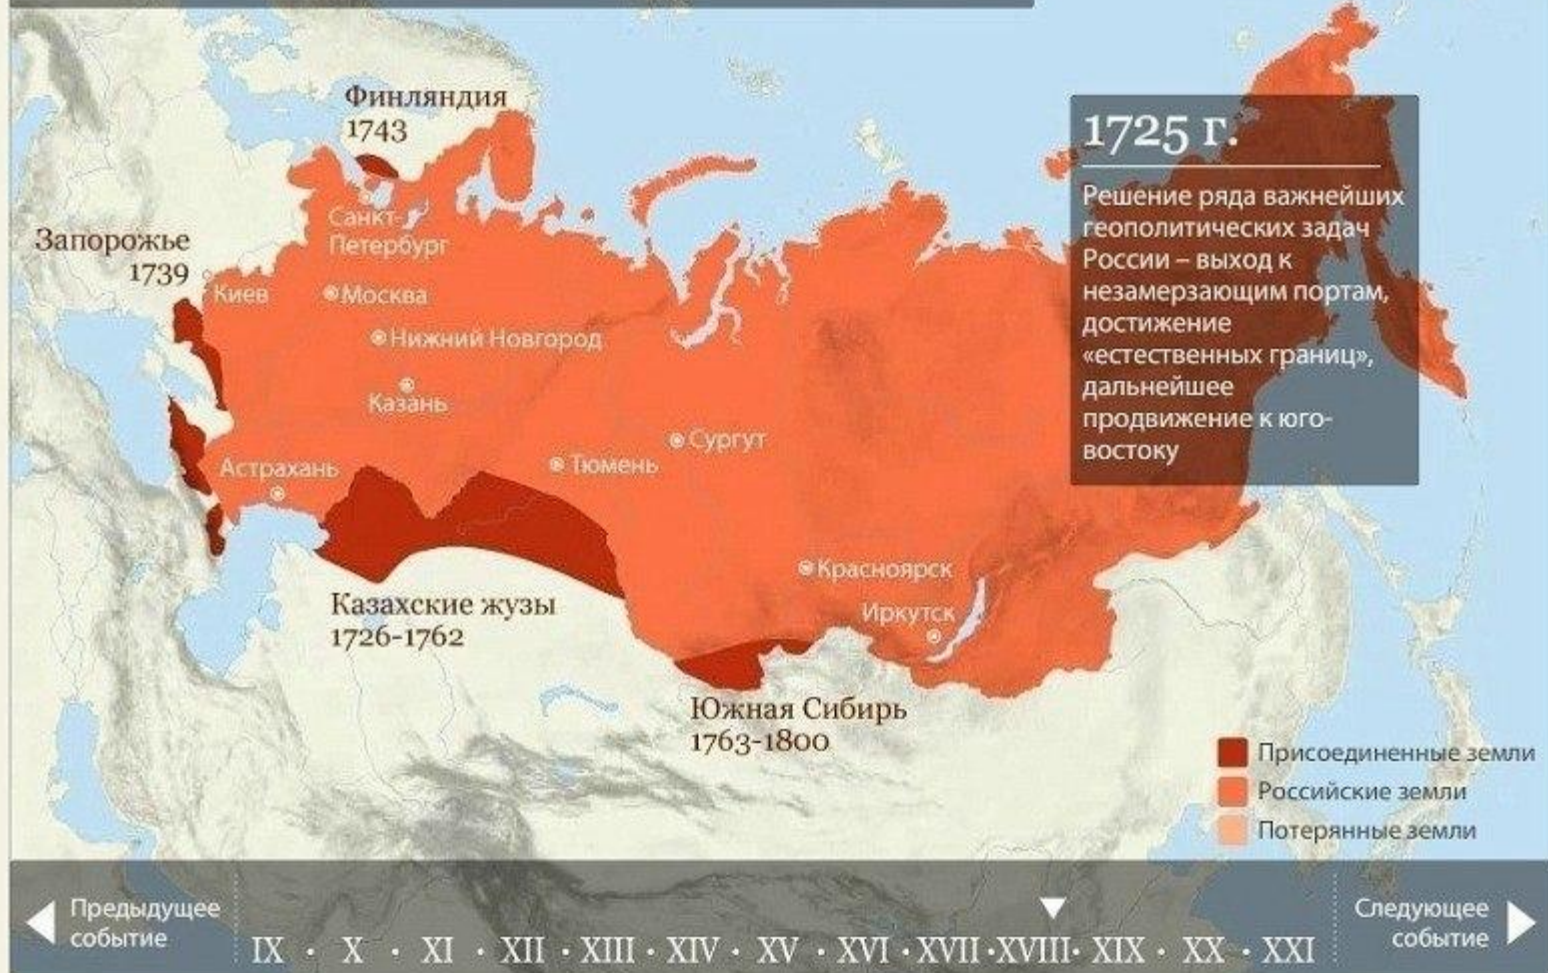 Финляндия
1743
1725 г.
Решение ряда важнейших
геополитических задач
России – выход к
незамерзающим портам,
достижение
«естественных границ»,
дальнейшее
продвижение к юго-
востоку
Запорожье
1739
Санкт-
Петербург
Киев
Москва
Нижний Новгород
Казань
Сургут
Тюмень
Астрахань
Красноярск
Иркутск
Казахские жузы
1726-1762
Южная Сибирь
1763-1800
Присоединенные земли
Российские земли
Потерянные земли
Предыдущее
событие
IX · X · XI · XII · XIII · XIV · XV · XVI · XVII · XVIII · XIX · XX · XXI
Следующее
событие